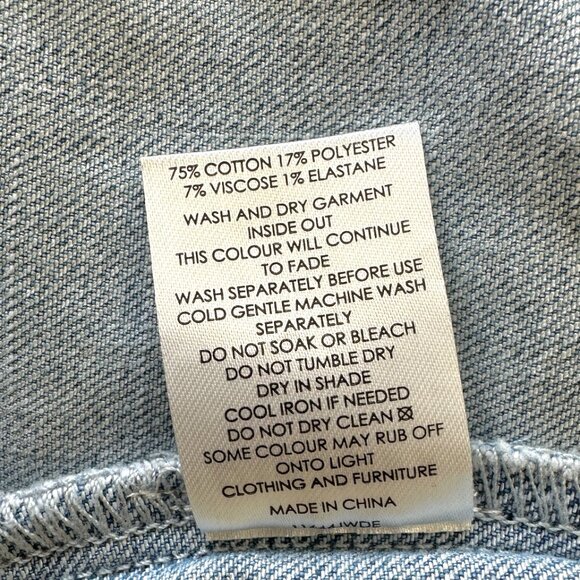 75% COTTON 17% POLYESTER
7% VISCOSE 1% ELASTANE
WASH AND DRY GARMENT
INSIDE OUT
THIS COLOUR WILL CONTINUE
TO FADE
WASH SEPARATELY BEFORE USE
COLD GENTLE MACHINE WASH
SEPARATELY
DO NOT SOAK OR BLEACH
DO NOT TUMBLE DRY
DRY IN SHADE
COOL IRON IF NEEDED
DO NOT DRY CLEAN
SOME COLOUR MAY RUB OFF
ONTO LIGHT
CLOTHING AND FURNITURE
MADE IN CHINA